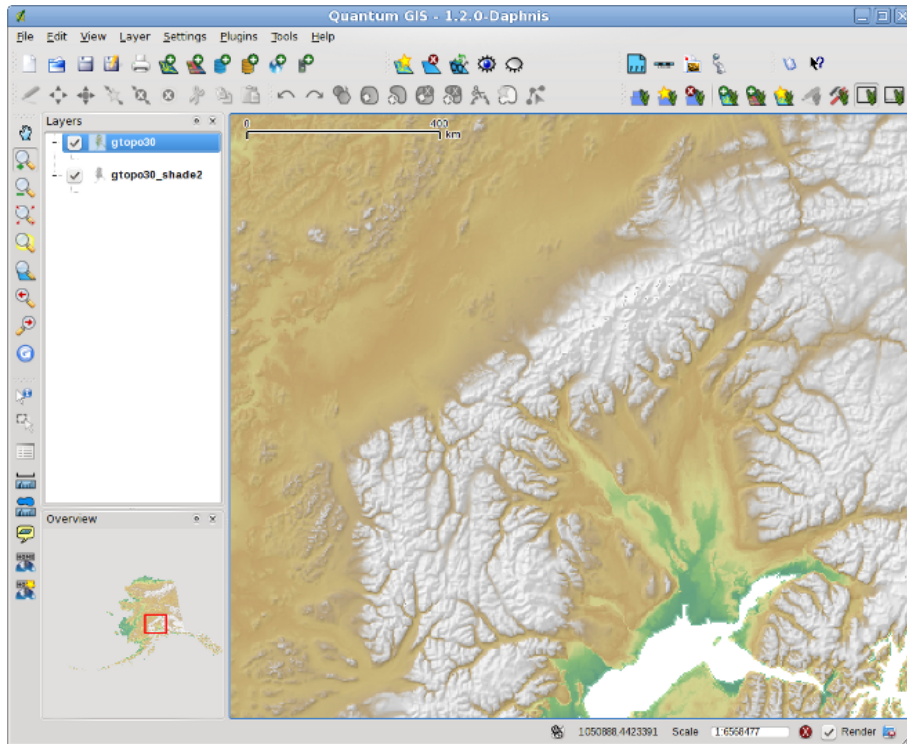 Quantum GIS - 1.2.0-Daphnis
File Edit View Layer Settings Plugins Tools Help
Layers
gtopo30
gtopo30_shade2
0 400
km
Overview
1050888,4423391 Scale 1:6568477 Render